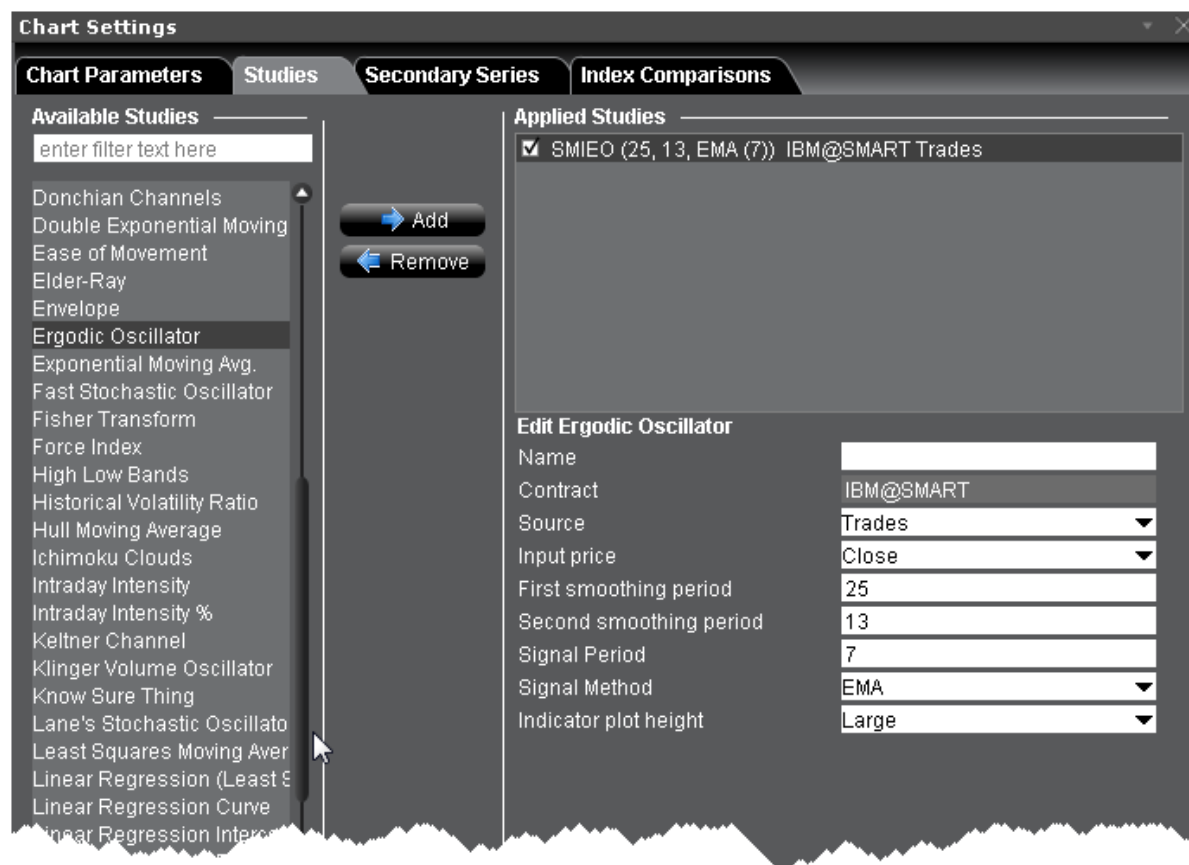 Chart Settings
Chart Parameters
Studies
Secondary Series
Index Comparisons
Available Studies
enter filter text here
Donchian Channels
Double Exponential Moving
Ease of Movement
Elder-Ray
Envelope
Ergodic Oscillator
Exponential Moving Avg.
Fast Stochastic Oscillator
Fisher Transform
Force Index
High Low Bands
Historical Volatility Ratio
Hull Moving Average
Ichimoku Clouds
Intraday Intensity
Intraday Intensity %
Keltner Channel
Klinger Volume Oscillator
Know Sure Thing
Lane's Stochastic Oscillato
Least Squares Moving Aver
Linear Regression (Least S
Linear Regression Curve
Linear Regression Interce
Add
Remove
Applied Studies
SMIEO (25, 13, EMA (7)) IBM@SMART Trades
Edit Ergodic Oscillator
Name
Contract IBM@SMART
Source Trades
Input price Close
First smoothing period 25
Second smoothing period 13
Signal Period 7
Signal Method EMA
Indicator plot height Large